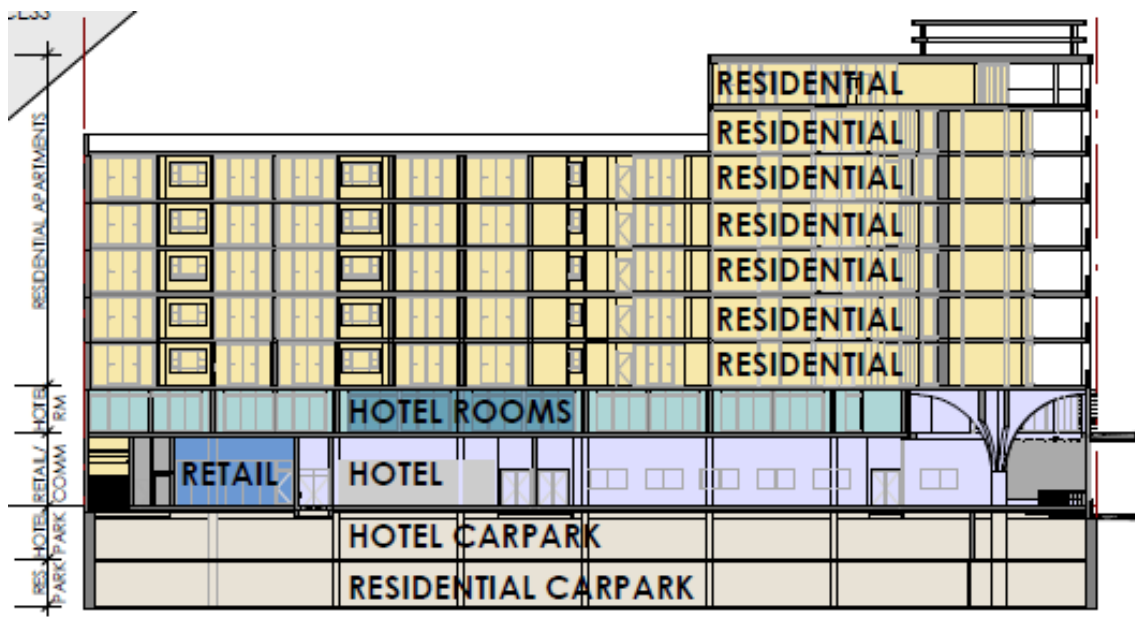 RESIDENTIAL
RESIDENTIAL
RESIDENTIAL
RESIDENTIAL
RESIDENTIAL
RESIDENTIAL
RESIDENTIAL
RESIDENTIAL APARTMENTS
HOTEL ROOMS
HOTEL
RM
RETAIL
HOTEL
RETAIL/
COMM
HOTEL CARPARK
HOTEL
PARK
RESIDENTIAL CARPARK
RES.
PARK